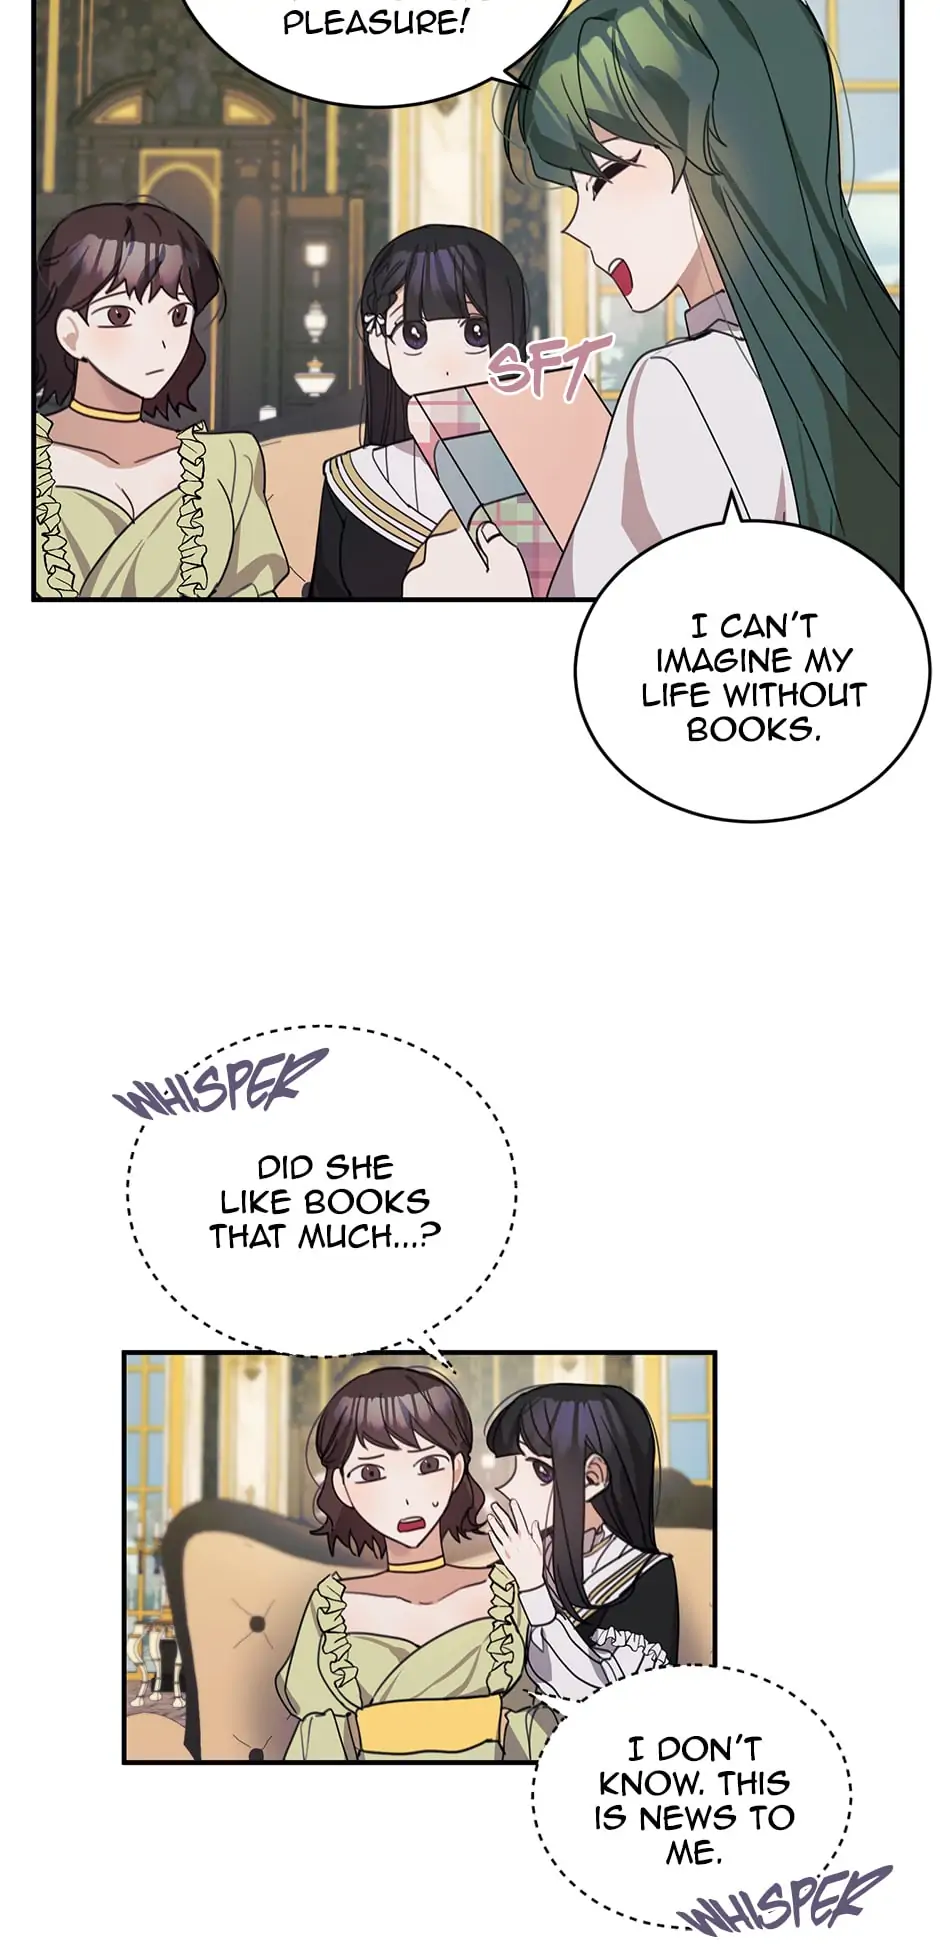 PLEASURE!
SFT
I CAN'T
IMAGINE MY
LIFE WITHOUT
BOOKS.
WHISPER
DID SHE
LIKE BOOKS
THAT MUCH...?
I DON'T
KNOW. THIS
IS NEWS TO
ME.
WHISPER